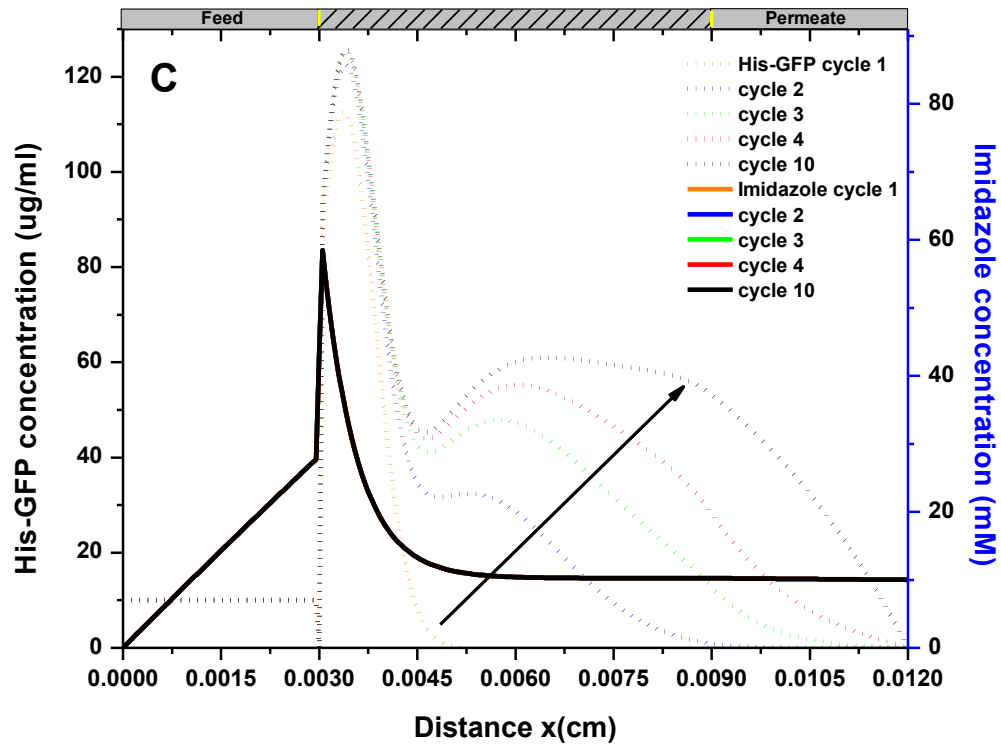 Feed
Permeate
C
His-GFP cycle 1
cycle 2
cycle 3
cycle 4
cycle 10
Imidazole cycle 1
cycle 2
cycle 3
cycle 4
cycle 10
His-GFP concentration (ug/ml)
0
20
40
60
80
100
120
Imidazole concentration (mM)
0
20
40
60
80
0.0000
0.0015
0.0030
0.0045
0.0060
0.0075
0.0090
0.0105
0.0120
Distance x(cm)